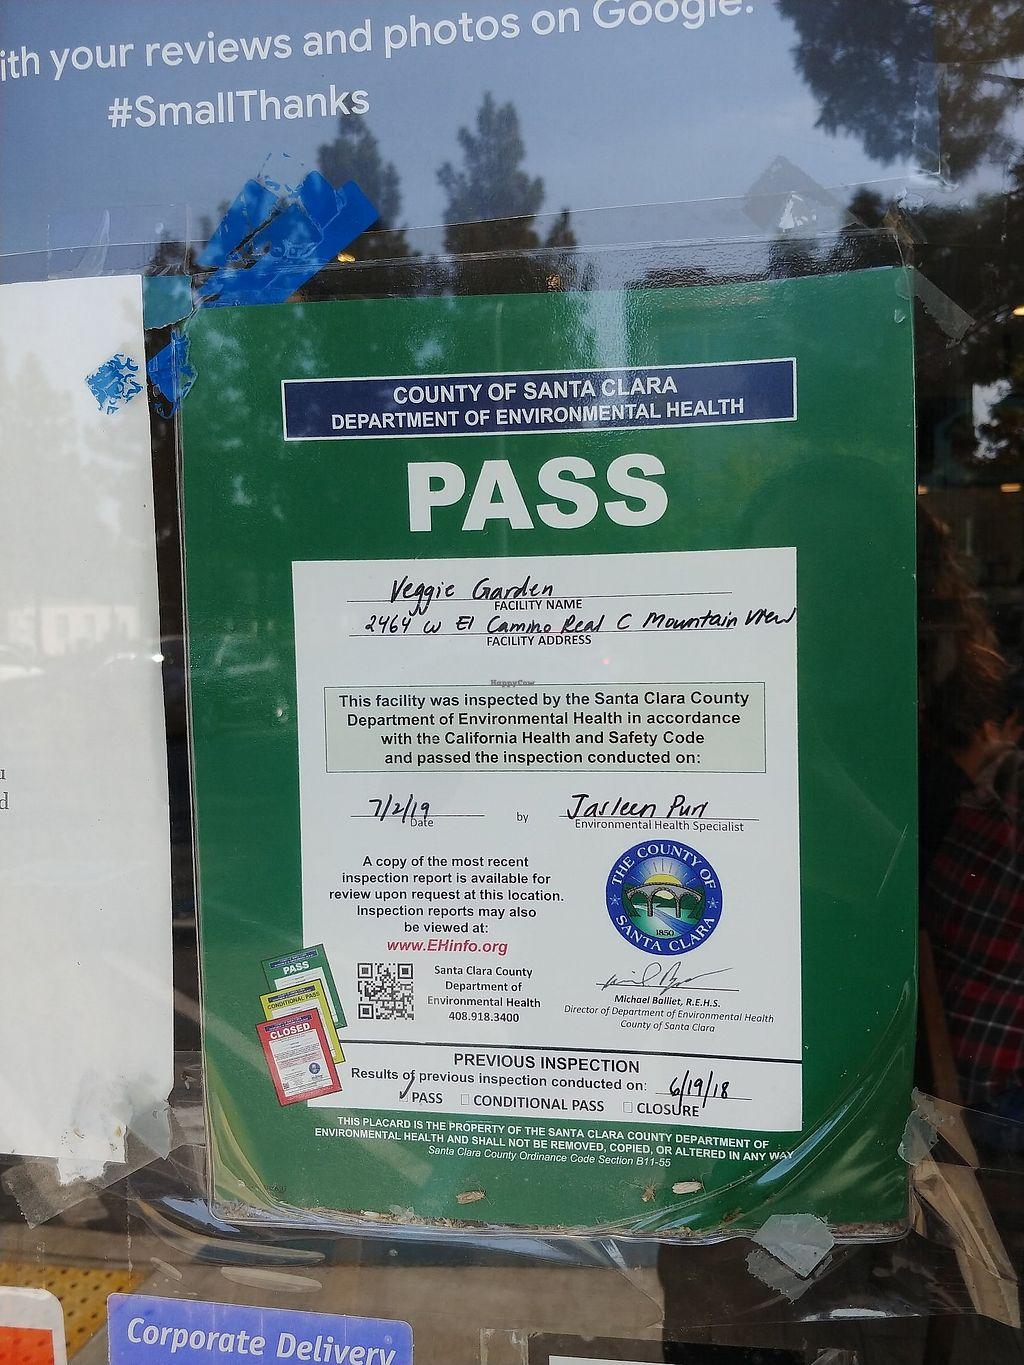 ith your reviews and photos on Google.
#SmallThanks
COUNTY OF SANTA CLARA
DEPARTMENT OF ENVIRONMENTAL HEALTH
PASS
Veggie Garden
FACILITY NAME
2464 W El Camino Real C Mountain View
FACILITY ADDRESS
HappyCow
This facility was inspected by the Santa Clara County
Department of Environmental Health in accordance
with the California Health and Safety Code
and passed the inspection conducted on:
7/2/19 by Jasleen Puri
Date Environmental Health Specialist
A copy of the most recent
inspection report is available for
review upon request at this location.
Inspection reports may also
be viewed at:
www.EHinfo.org
THE COUNTY OF
SANTA CLARA
1850
Santa Clara County
Department of
Environmental Health
408.918.3400
Michael Balliet, R.E.H.S.
Director of Department of Environmental Health
County of Santa Clara
PASS
CONDITIONAL PASS
CLOSED
PREVIOUS INSPECTION
Results of previous inspection conducted on: 6/19/18
PASS CONDITIONAL PASS CLOSURE
THIS PLACARD IS THE PROPERTY OF THE SANTA CLARA COUNTY DEPARTMENT OF
ENVIRONMENTAL HEALTH AND SHALL NOT BE REMOVED, COPIED, OR ALTERED IN ANY WAY
Santa Clara County Ordinance Code Section B11-55
Corporate Delivery